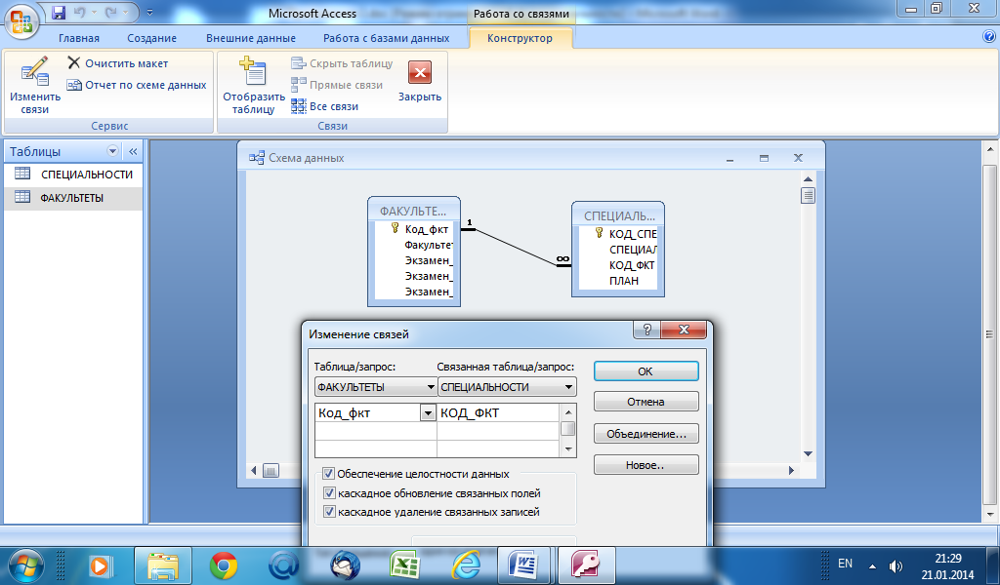 Microsoft Access
Работа со связями
Главная Создание Внешние данные Работа с базами данных Конструктор
Изменить связи
Очистить макет
Отчет по схеме данных
Сервис
Отобразить таблицу
Скрыть таблицу
Прямые связи
Все связи
Закрыть
Связи
Таблицы
СПЕЦИАЛЬНОСТИ
ФАКУЛЬТЕТЫ
Схема данных
ФАКУЛЬТЕ...
Код_фкт
Факультет
Экзамен_
Экзамен_
Экзамен_
1
∞
СПЕЦИАЛЬ...
КОД_СПЕ
СПЕЦИАЛ
КОД_ФКТ
ПЛАН
Изменение связей
Таблица/запрос: Связанная таблица/запрос:
ФАКУЛЬТЕТЫ СПЕЦИАЛЬНОСТИ
Код_фкт КОД_ФКТ
Обеспечение целостности данных
каскадное обновление связанных полей
каскадное удаление связанных записей
ОК
Отмена
Объединение...
Новое..
EN
21:29
21.01.2014